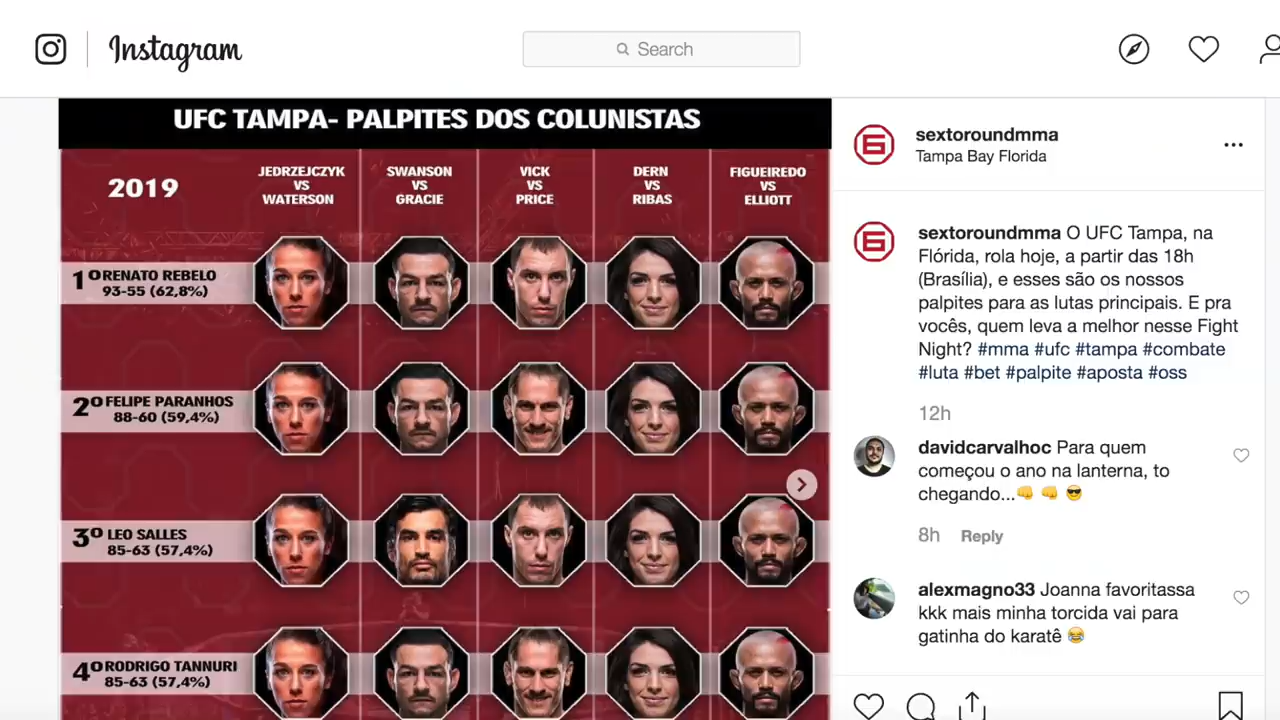 Instagram
Search
UFC TAMPA- PALPITES DOS COLUNISTAS
2019
JEDRZEJCZYK
VS
WATERSON
SWANSON
VS
GRACIE
VICK
VS
PRICE
DERN
VS
RIBAS
FIGUEIREDO
VS
ELLIOTT
1º RENATO REBELO
93-55 (62,8%)
2º FELIPE PARANHOS
88-60 (59,4%)
3º LEO SALLES
85-63 (57,4%)
4º RODRIGO TANNURI
85-63 (57,4%)
sextoroundmma
Tampa Bay Florida
sextoroundmma O UFC Tampa, na
Flórida, rola hoje, a partir das 18h
(Brasília), e esses são os nossos
palpites para as lutas principais. E pra
vocês, quem leva a melhor nesse Fight
Night? #mma #ufc #tampa #combate
#luta #bet #palpite #aposta #oss
12h
davidcarvalhoc Para quem
começou o ano na lanterna, to
chegando...👊 👊 😎
8h Reply
alexmagno33 Joanna favoritassa
kkk mais minha torcida vai para
gatinha do karatê 😂